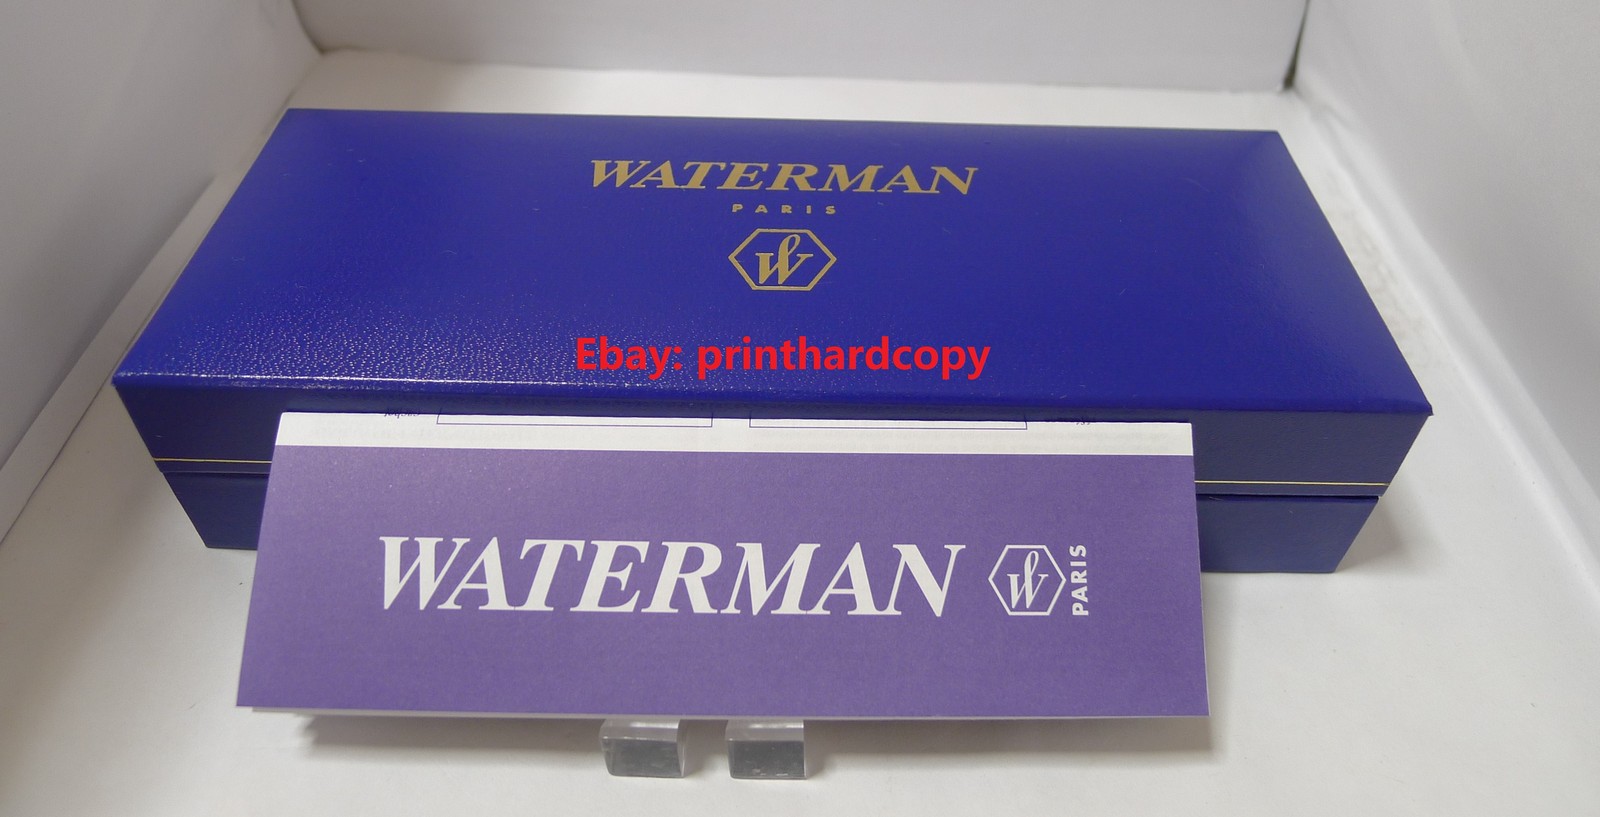 WATERMAN
PARIS
W
Ebay: printhardcopy
WATERMAN
W
PARIS